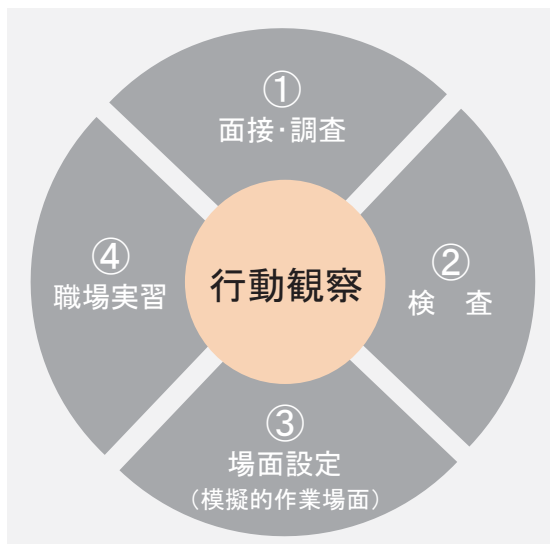 ①
面接・調査
④
職場実習
行動観察
②
検　査
③
場面設定
（模擬的作業場面）